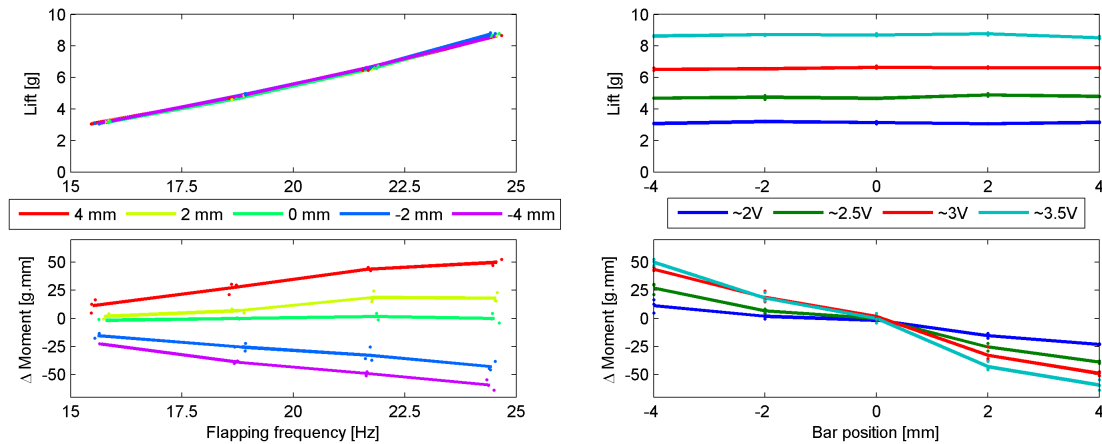 10
8
6
4
2
0
Lift [g]
15 17.5 20 22.5 25
10
8
6
4
2
0
Lift [g]
-4 -2 0 2 4
4 mm 2 mm 0 mm -2 mm -4 mm
~2V ~2.5V ~3V ~3.5V
50
25
0
-25
-50
Δ Moment [g.mm]
15 17.5 20 22.5 25
Flapping frequency [Hz]
50
25
0
-25
-50
Δ Moment [g.mm]
-4 -2 0 2 4
Bar position [mm]